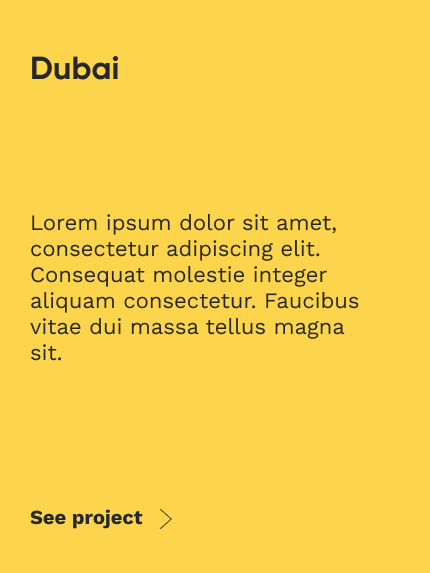 Dubai
Lorem ipsum dolor sit amet,
consectetur adipiscing elit.
Consequat molestie integer
aliquam consectetur. Faucibus
vitae dui massa tellus magna
sit.
See project